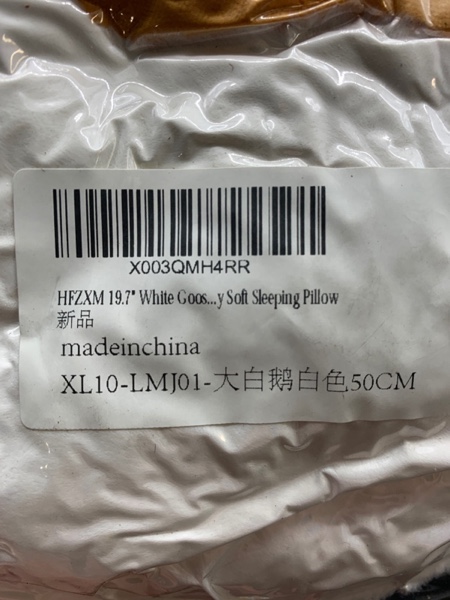 X003QMH4RR
HFZXM 19.7" White Goos...y Soft Sleeping Pillow
新品
madeinchina
XL10-LMJ01-大白鹅白色50CM